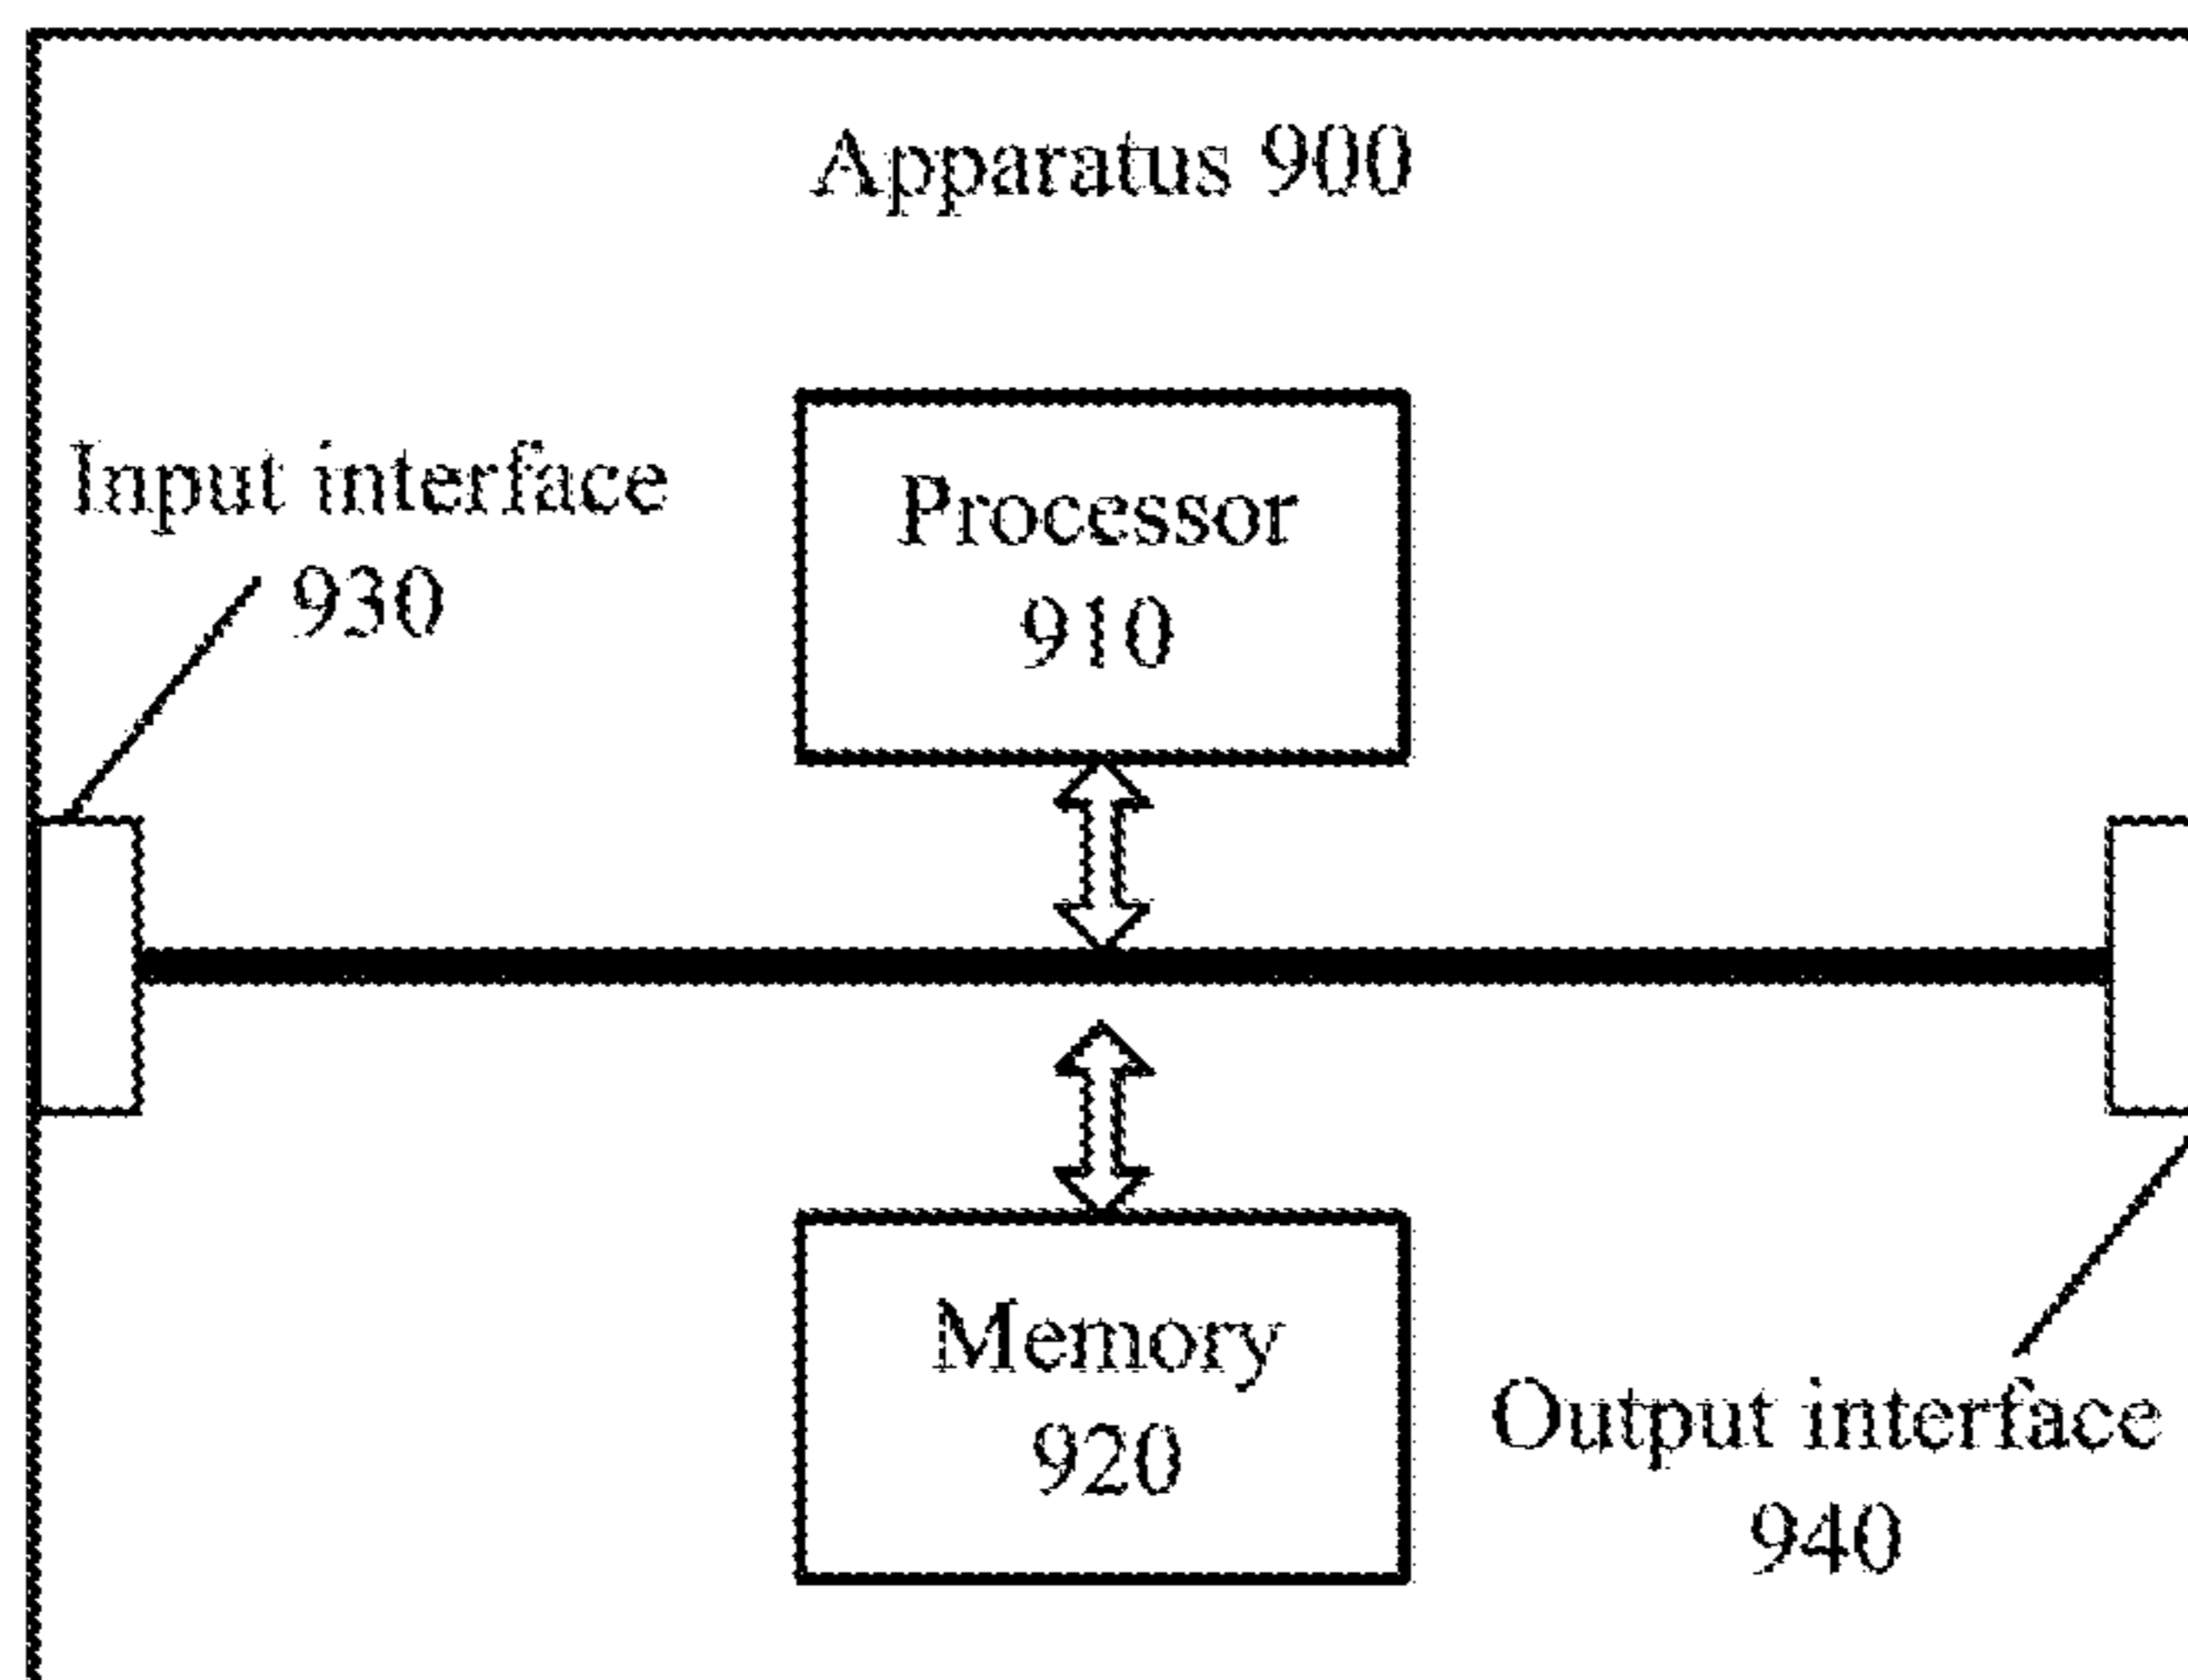 Apparatus 900
Input interface
930
Processor
910
Memory
920
Output interface
940